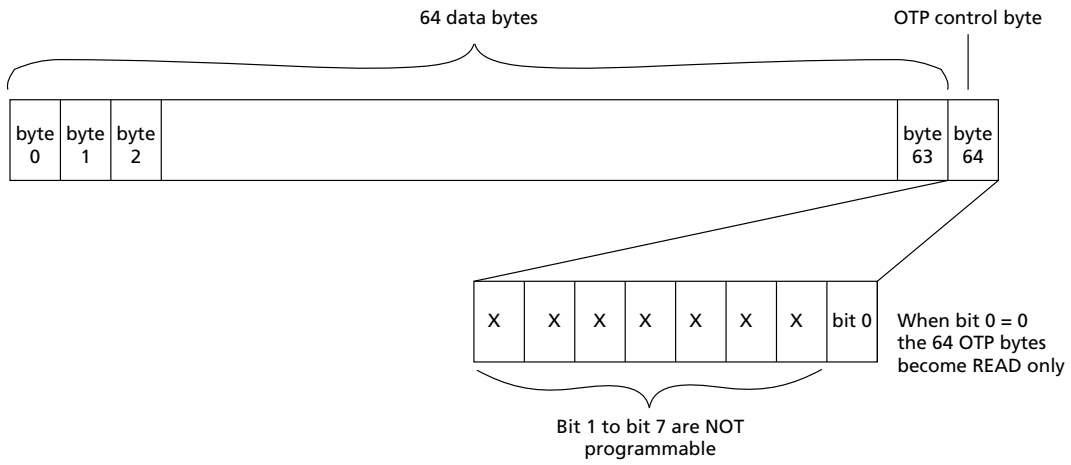 64 data bytes
OTP control byte
byte 0
byte 1
byte 2
byte 63
byte 64
X X X X X X X bit 0
When bit 0 = 0
the 64 OTP bytes
become READ only
Bit 1 to bit 7 are NOT
programmable